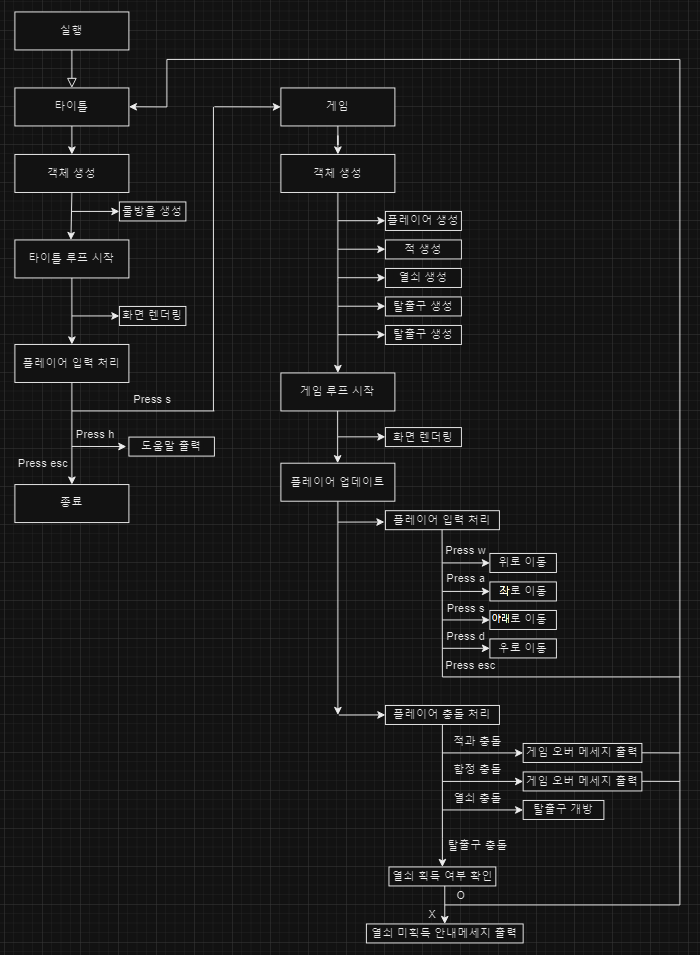 실행
타이틀
객체 생성
물방울 생성
타이틀 루프 시작
화면 렌더링
플레이어 입력 처리
Press s
Press h
도움말 출력
Press esc
종료
게임
객체 생성
플레이어 생성
적 생성
열쇠 생성
탈출구 생성
탈출구 생성
게임 루프 시작
화면 렌더링
플레이어 업데이트
플레이어 입력 처리
Press w
위로 이동
Press a
좌로 이동
Press s
아래로 이동
Press d
우로 이동
Press esc
플레이어 충돌 처리
적과 충돌
게임 오버 메세지 출력
함정 충돌
게임 오버 메세지 출력
열쇠 충돌
탈출구 개방
탈출구 충돌
열쇠 획득 여부 확인
O
X
열쇠 미획득 안내메세지 출력